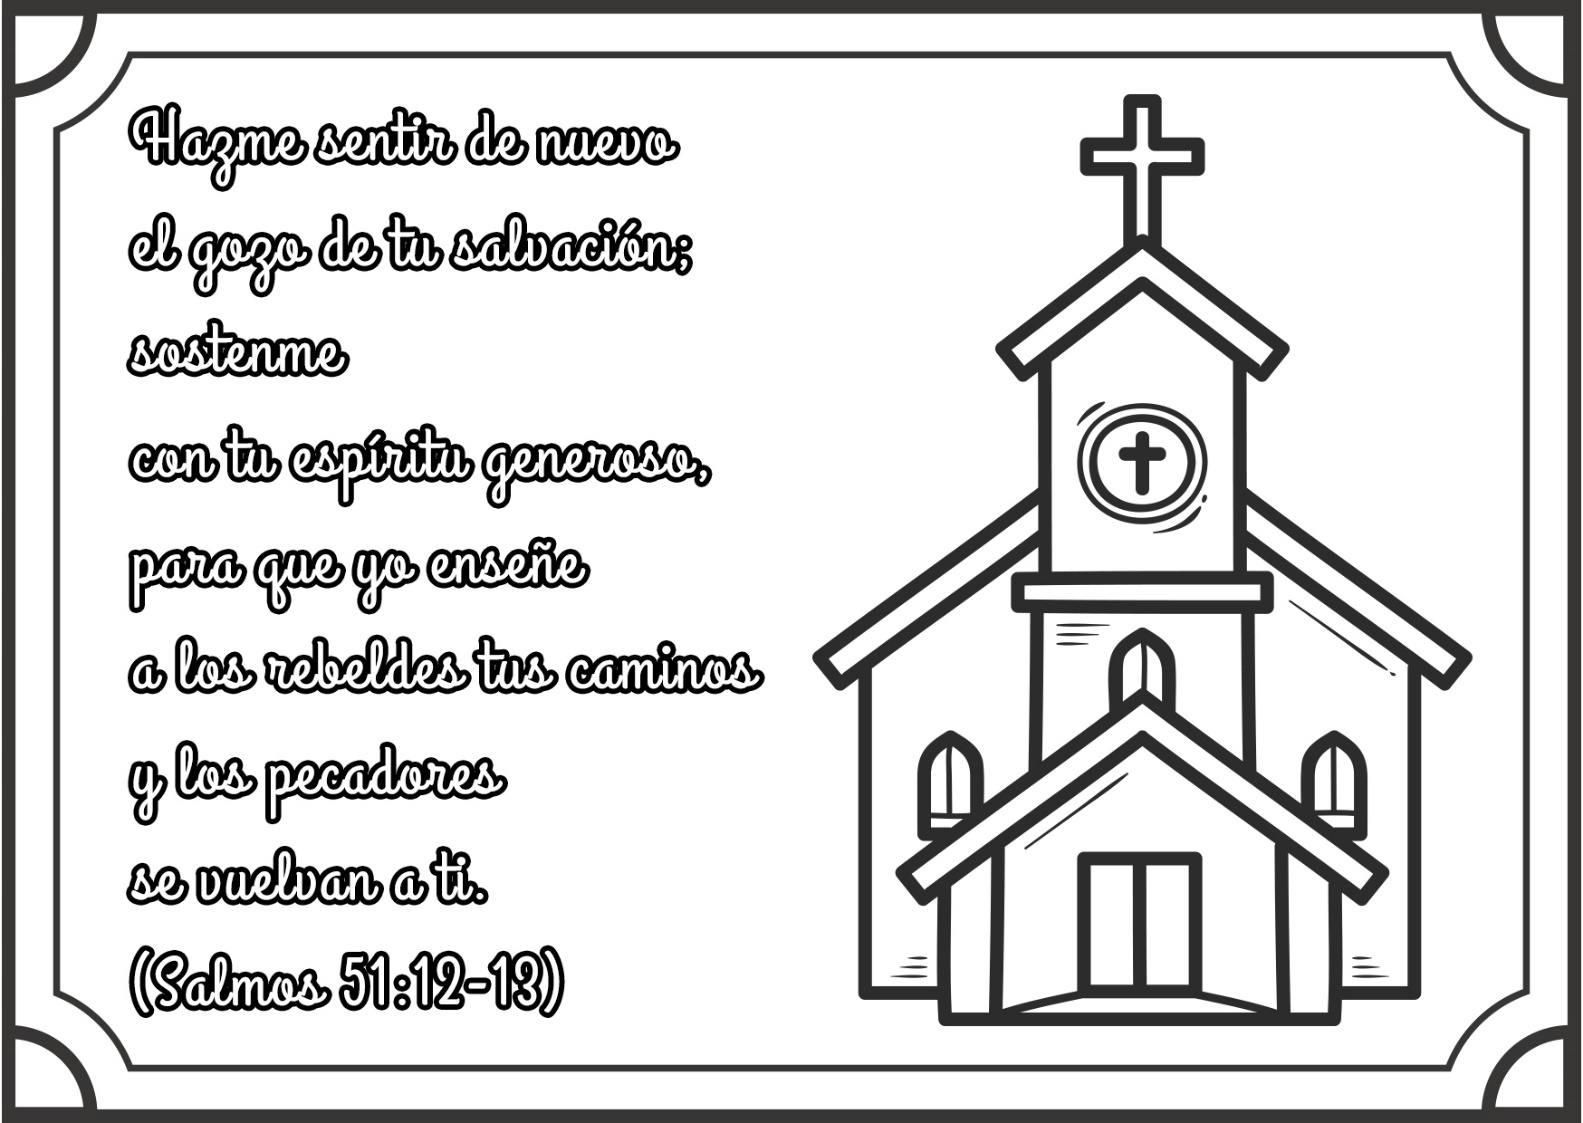 Hazme sentir de nuevo
el gozo de tu salvación;
sostenme
con tu espíritu generoso,
para que yo enseñe
a los rebeldes tus caminos
y los pecadores
se vuelvan a ti.
(Salmos 51:12-13)